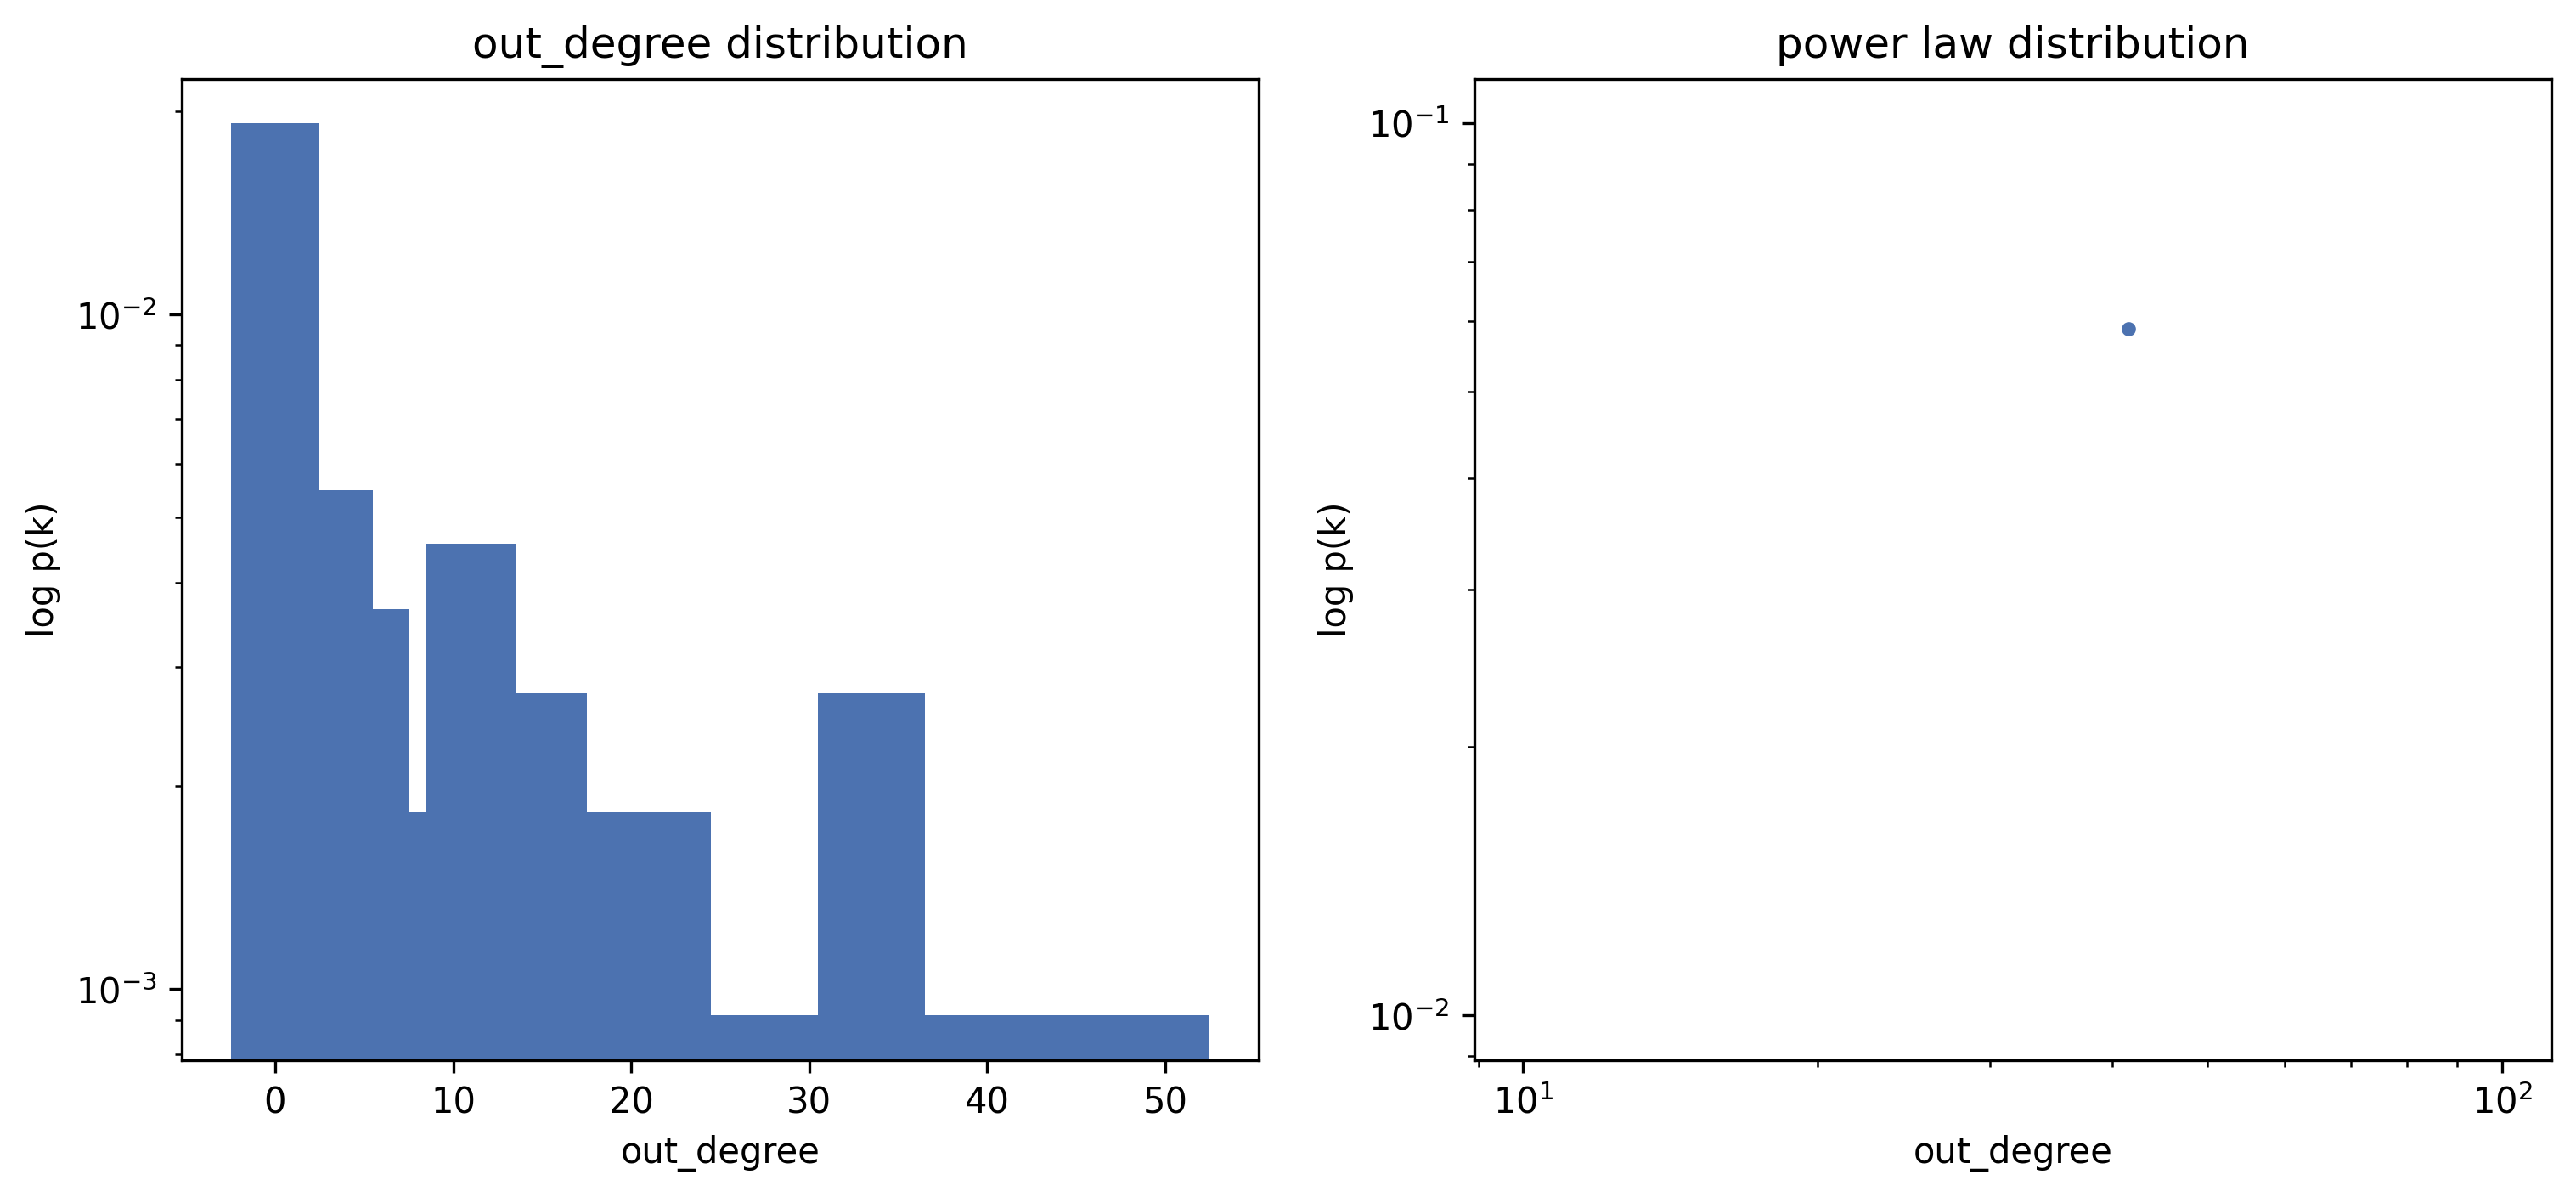 out_degree distribution
10⁻²
10⁻³
log p(k)
0 10 20 30 40 50
out_degree
power law distribution
10⁻¹
10⁻²
log p(k)
10¹ 10²
out_degree